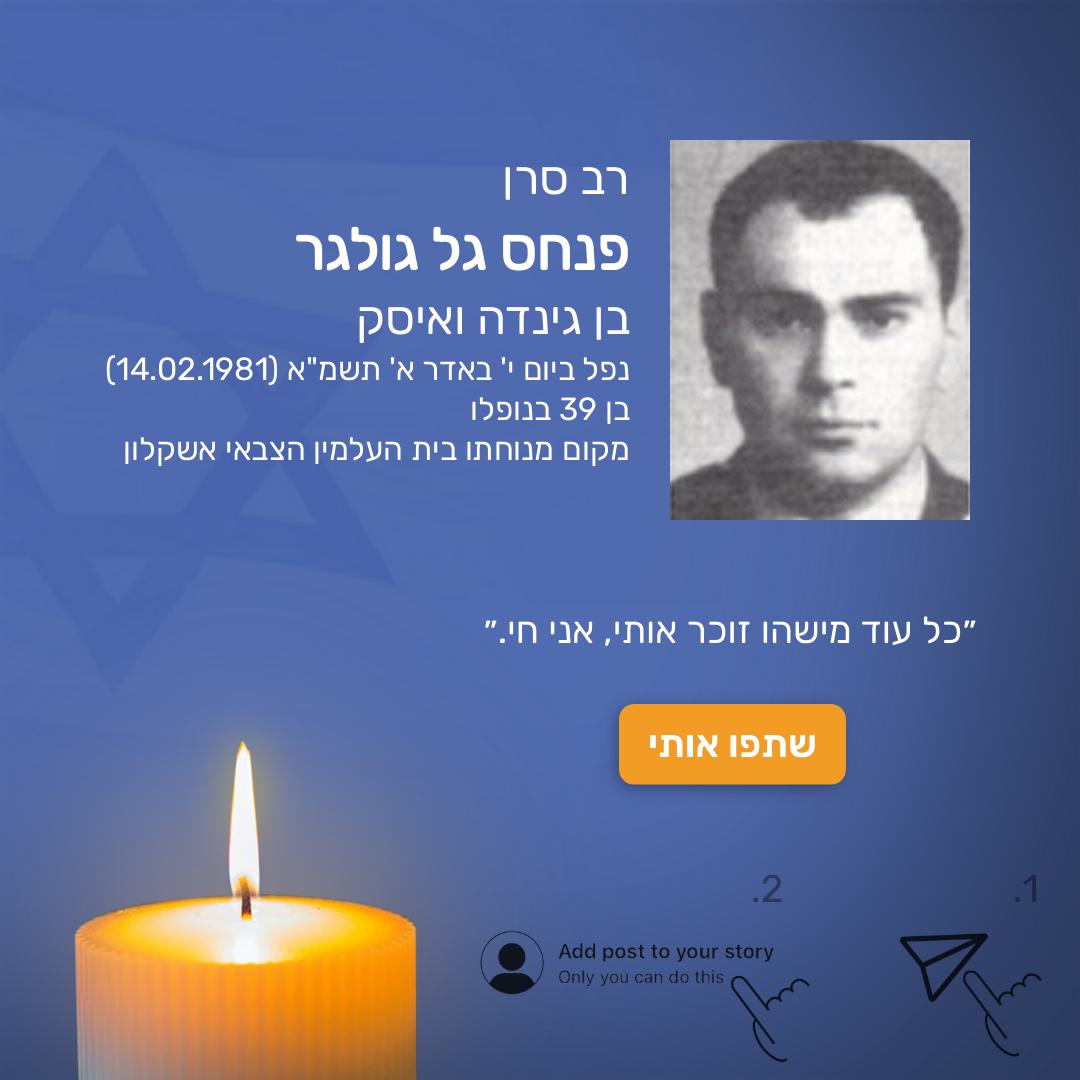 רב סרן
פנחס גל גולגר
בן גינדה ואיסק
נפל ביום י' באדר א' תשמ"א (14.02.1981)
בן 39 בנופלו
מקום מנוחתו בית העלמין הצבאי אשקלון
״כל עוד מישהו זוכר אותי, אני חי.״
שתפו אותי
1.
2.
Add post to your story
Only you can do this